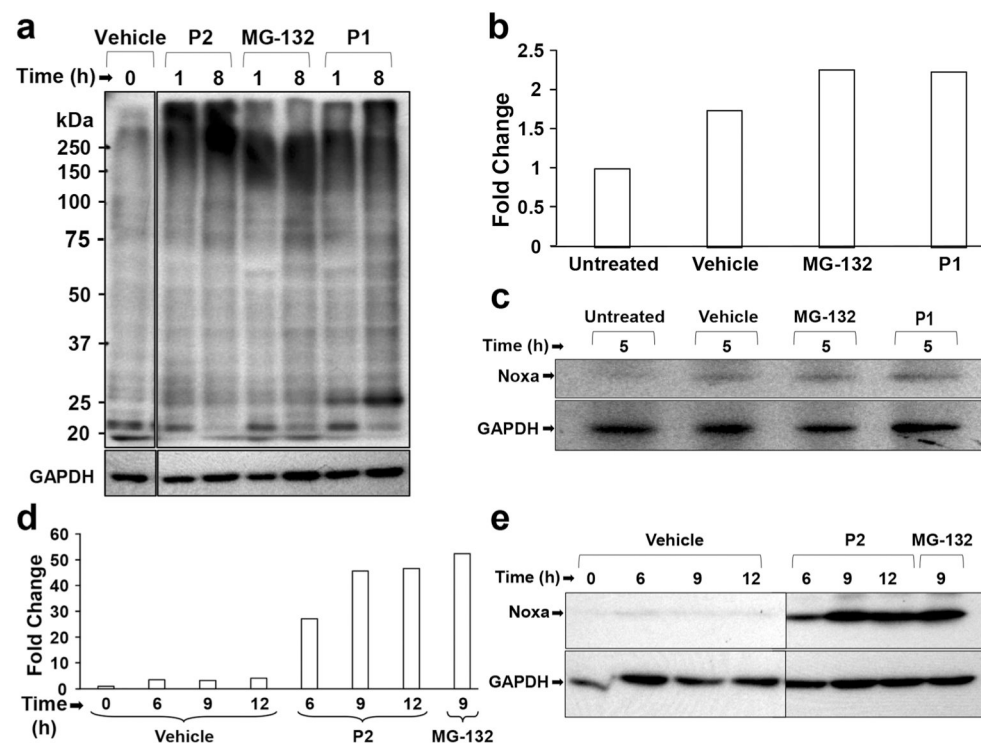 a
Vehicle P2 MG-132 P1
Time (h) 0 1 8 1 8 1 8
kDa
250
150
100
75
50
37
25
20
GAPDH
b
Fold Change
2.5
2
1.5
1
0.5
0
Untreated Vehicle MG-132 P1
c
Untreated Vehicle MG-132 P1
Time (h) 5 5 5 5
Noxa
GAPDH
d
Fold Change
60
50
40
30
20
10
0
Time (h) 0 6 9 12 6 9 12 9
Vehicle P2 MG-132
e
Vehicle P2 MG-132
Time (h) 0 6 9 12 6 9 12 9
Noxa
GAPDH